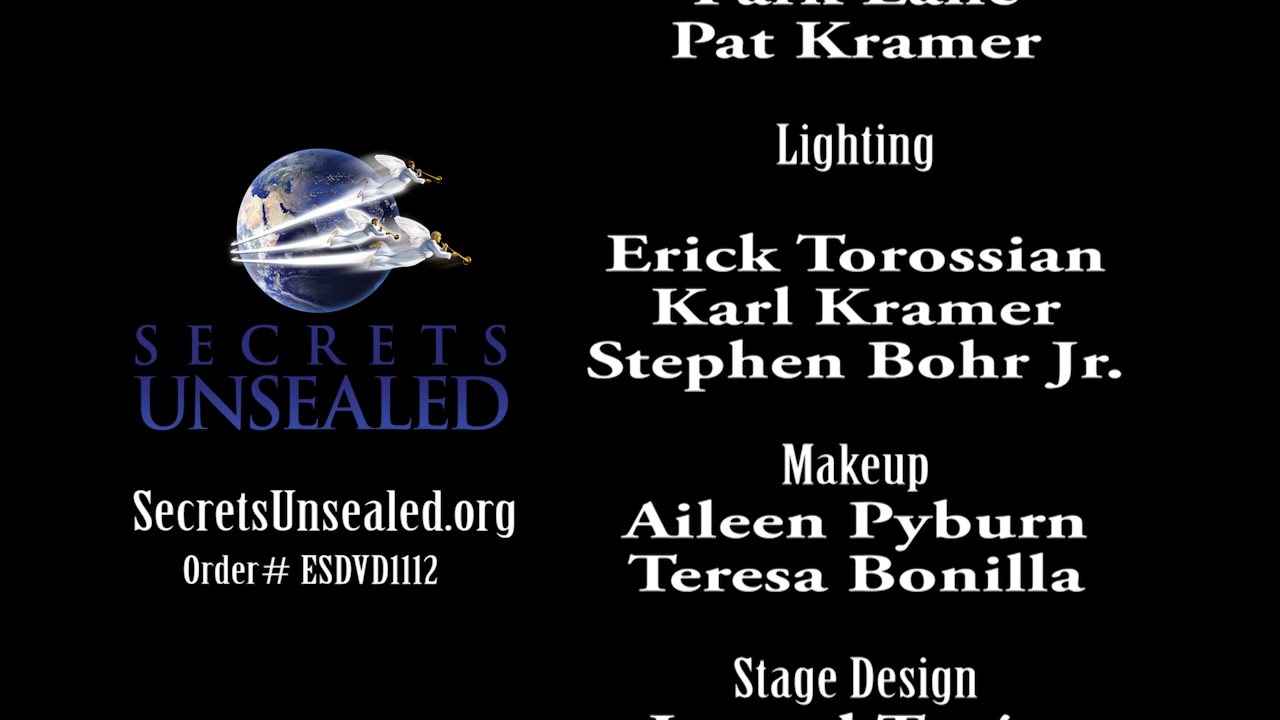 Pat Kramer
Lighting
Erick Torossian
Karl Kramer
Stephen Bohr Jr.
Makeup
Aileen Pyburn
Teresa Bonilla
Stage Design
SECRETS
UNSEALED
SecretsUnsealed.org
Order# ESDVD1112